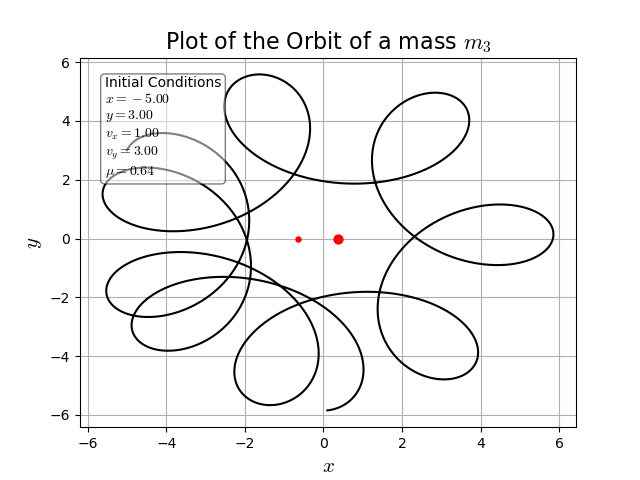 Plot of the Orbit of a mass m₃
Initial Conditions
x = −5.00
y = 3.00
vₓ = 1.00
v_y = 3.00
μ = 0.64
6
4
2
0
−2
−4
−6
y
−6
−4
−2
0
2
4
6
x